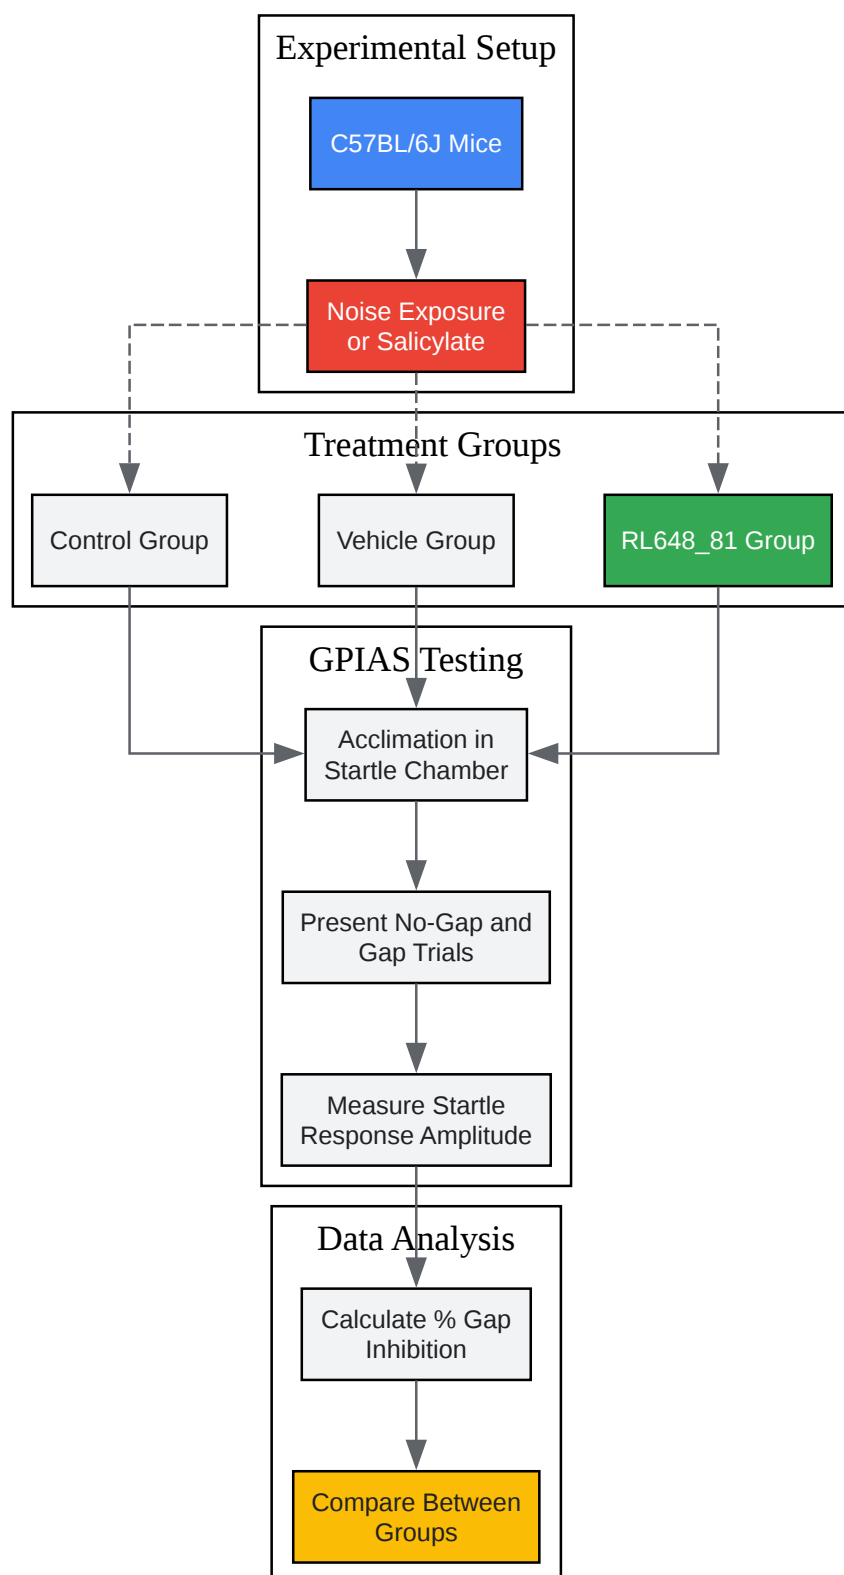 Experimental Setup
C57BL/6J Mice
Noise Exposure
or Salicylate
Treatment Groups
Control Group
Vehicle Group
RL648_81 Group
GPIAS Testing
Acclimation in
Startle Chamber
Present No-Gap and
Gap Trials
Measure Startle
Response Amplitude
Data Analysis
Calculate % Gap
Inhibition
Compare Between
Groups